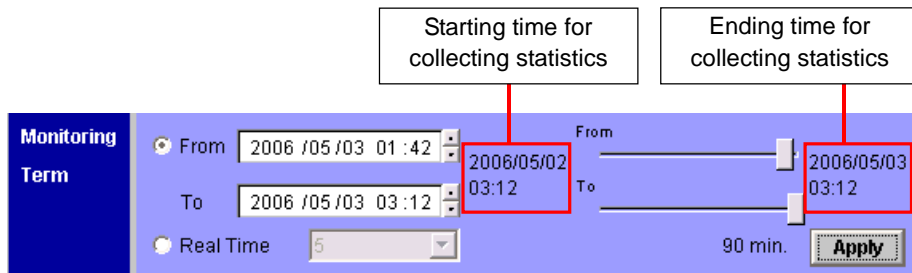 Starting time for
collecting statistics
Ending time for
collecting statistics
Monitoring
Term
From
2006 /05 /03 01 :42
2006/05/02
03:12
From
2006/05/03
03:12
To
2006 /05 /03 03 :12
To
Real Time
5
90 min.
Apply